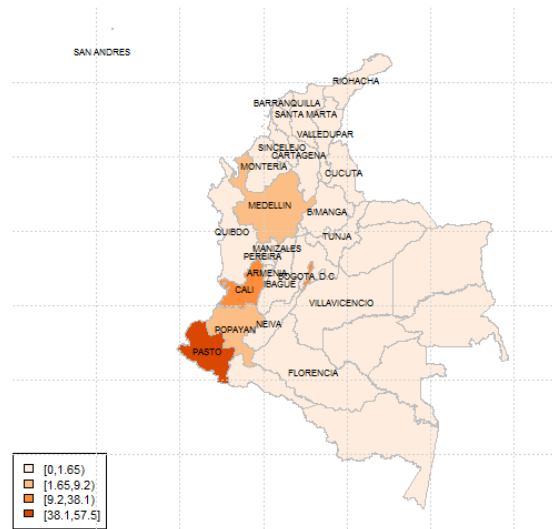 SAN ANDRES
RIOHACHA
BARRANQUILLA
SANTA MARTA
VALLEDUPAR
SINCELEJO
CARTAGENA
MONTERIA
CUCUTA
MEDELLIN
B/MANGA
QUIBDO
TUNJA
MANIZALES
PEREIRA
ARMENIA
BOGOTA, D.C.
IBAGUE
CALI
VILLAVICENCIO
NEIVA
POPAYAN
PASTO
FLORENCIA
[0,1.65)
[1.65,9.2)
[9.2,38.1)
[38.1,57.5]